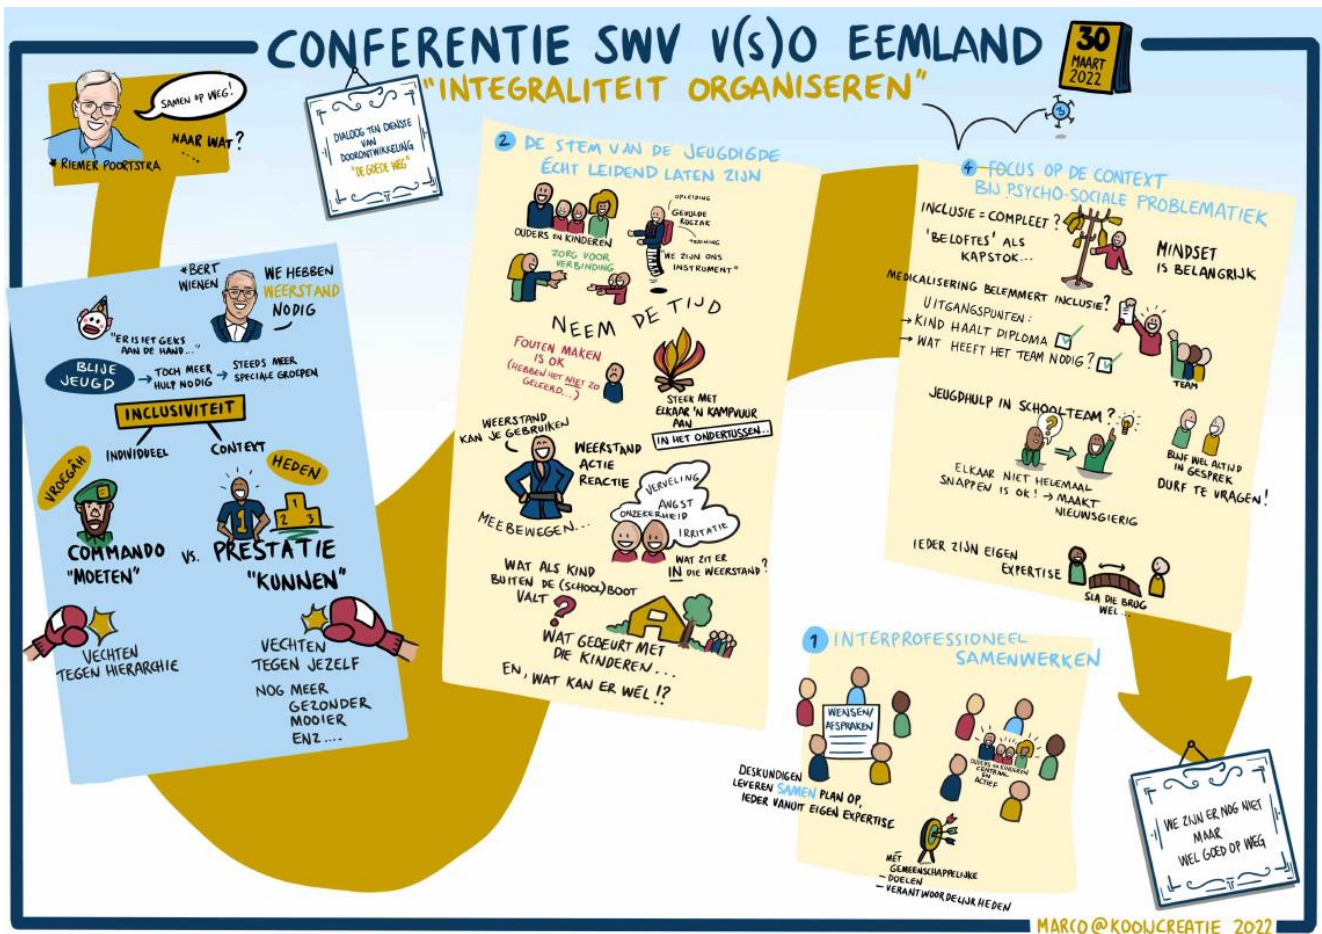 CONFERENTIE SWV V(S)O EEMLAND
"INTEGRALITEIT ORGANISEREN"
30
MAART
2022
SAMEN OP WEG!
NAAR WAT?
....
* RIEMER POORTSTRA
DIALOOG TEN DIENSTE
VAN
DOORONTWIKKELING
"DE GOEDE WEG"
*BERT
WIENEN
WE HEBBEN
WEERSTAND
NODIG
"ER IS IET GEKS
AAN DE HAND..."
BLIJE
JEUGD
→ TOCH MEER
HULP NODIG
→ STEEDS MEER
SPECIALE GROEPEN
INCLUSIVITEIT
INDIVIDUEEL
CONTEXT
VROEGÂH
HEDEN
1
1
2
3
COMMANDO
"MOETEN"
VS.
PRESTATIE
"KUNNEN"
VECHTEN
TEGEN HIERARCHIE
VECHTEN
TEGEN JEZELF
NOG MEER
GEZONDER
MOOIER
ENZ....
2 DE STEM VAN DE JEUGDIGDE
ÉCHT LEIDEND LATEN ZIJN
OUDERS EN KINDEREN
OPLEIDING
GEVULDE
RUGZAK
TRAINING
"WE ZIJN ONS
INSTRUMENT"
ZORG VOOR
VERBINDING
NEEM DE TIJD
FOUTEN MAKEN
IS OK
(HEBBEN HET NIET ZO
GELEERD...)
STEEK MET
ELKAAR 'N KAMPVUUR
AAN
IN HET ONDERTUSSEN..
WEERSTAND
KAN JE GEBRUIKEN
WEERSTAND
ACTIE
REACTIE
MEEBEWEGEN...
VERVELING
ANGST
ONZEKERHEID
IRRITATIE
WAT ZIT ER
IN DIE WEERSTAND?
WAT ALS KIND
BUITEN DE (SCHOOL)BOOT
VALT ?
WAT GEBEURT MET
DIE KINDEREN...
EN, WAT KAN ER WÉL !?
3
4 FOCUS OP DE CONTEXT
BIJ PSYCHO-SOCIALE PROBLEMATIEK
INCLUSIE = COMPLEET ?
'BELOFTES' ALS
KAPSTOK...
MINDSET
IS BELANGRIJK
MEDICALISERING BELEMMERT INCLUSIE?
UITGANGSPUNTEN:
→ KIND HAALT DIPLOMA
→ WAT HEEFT HET TEAM NODIG?
TEAM
JEUGDHULP IN SCHOOLTEAM ?
?
ELKAAR NIET HELEMAAL
SNAPPEN IS OK! → MAAKT
NIEUWSGIERIG
BLIJF WEL ALTIJD
IN GESPREK
DURF TE VRAGEN!
IEDER ZIJN EIGEN
EXPERTISE
SLA DIE BRUG
WEL...
1 INTERPROFESSIONEEL
SAMENWERKEN
WENSEN/
AFSPRAKEN
OUDERS EN KINDEREN
CENTRAAL
EN
ACTIEF
DESKUNDIGEN
LEVEREN SAMEN PLAN OP,
IEDER VANUIT EIGEN EXPERTISE
MÉT
GEMEENSCHAPPELIJKE
- DOELEN
- VERANTWOORDELIJKHEDEN
WE ZIJN ER NOG NIET
MAAR
WEL GOED OP WEG
MARCO@KOOIJCREATIE 2022